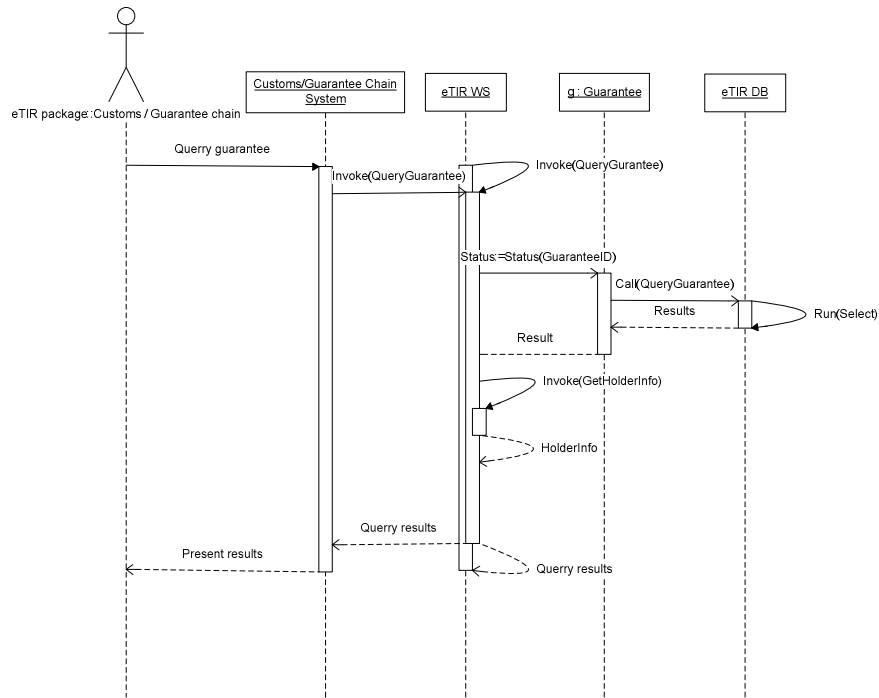 eTIR package::Customs / Guarantee chain
Customs/Guarantee Chain
System
eTIR WS
g : Guarantee
eTIR DB
Querry guarantee
Invoke(QueryGurantee)
Invoke(QueryGuarantee)
Status:=Status(GuaranteeID)
Call(QueryGuarantee)
Results
Run(Select)
Result
Invoke(GetHolderInfo)
HolderInfo
Querry results
Present results
Querry results